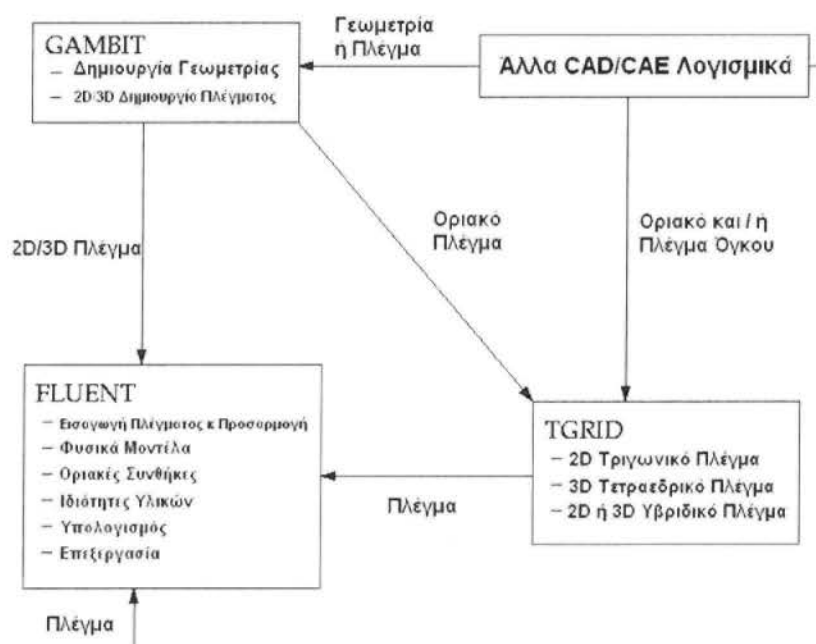 GAMBIT
– Δημιουργία Γεωμετρίας
– 2D/3D Δημιουργία Πλέγματος
Γεωμετρία
ή Πλέγμα
Άλλα CAD/CAE Λογισμικά
2D/3D Πλέγμα
Οριακό
Πλέγμα
Οριακό και / ή
Πλέγμα Όγκου
FLUENT
– Εισαγωγή Πλέγματος κ Προσαρμογή
– Φυσικά Μοντέλα
– Οριακές Συνθήκες
– Ιδιότητες Υλικών
– Υπολογισμός
– Επεξεργασία
Πλέγμα
TGRID
– 2D Τριγωνικό Πλέγμα
– 3D Τετραεδρικό Πλέγμα
– 2D ή 3D Υβριδικό Πλέγμα
Πλέγμα